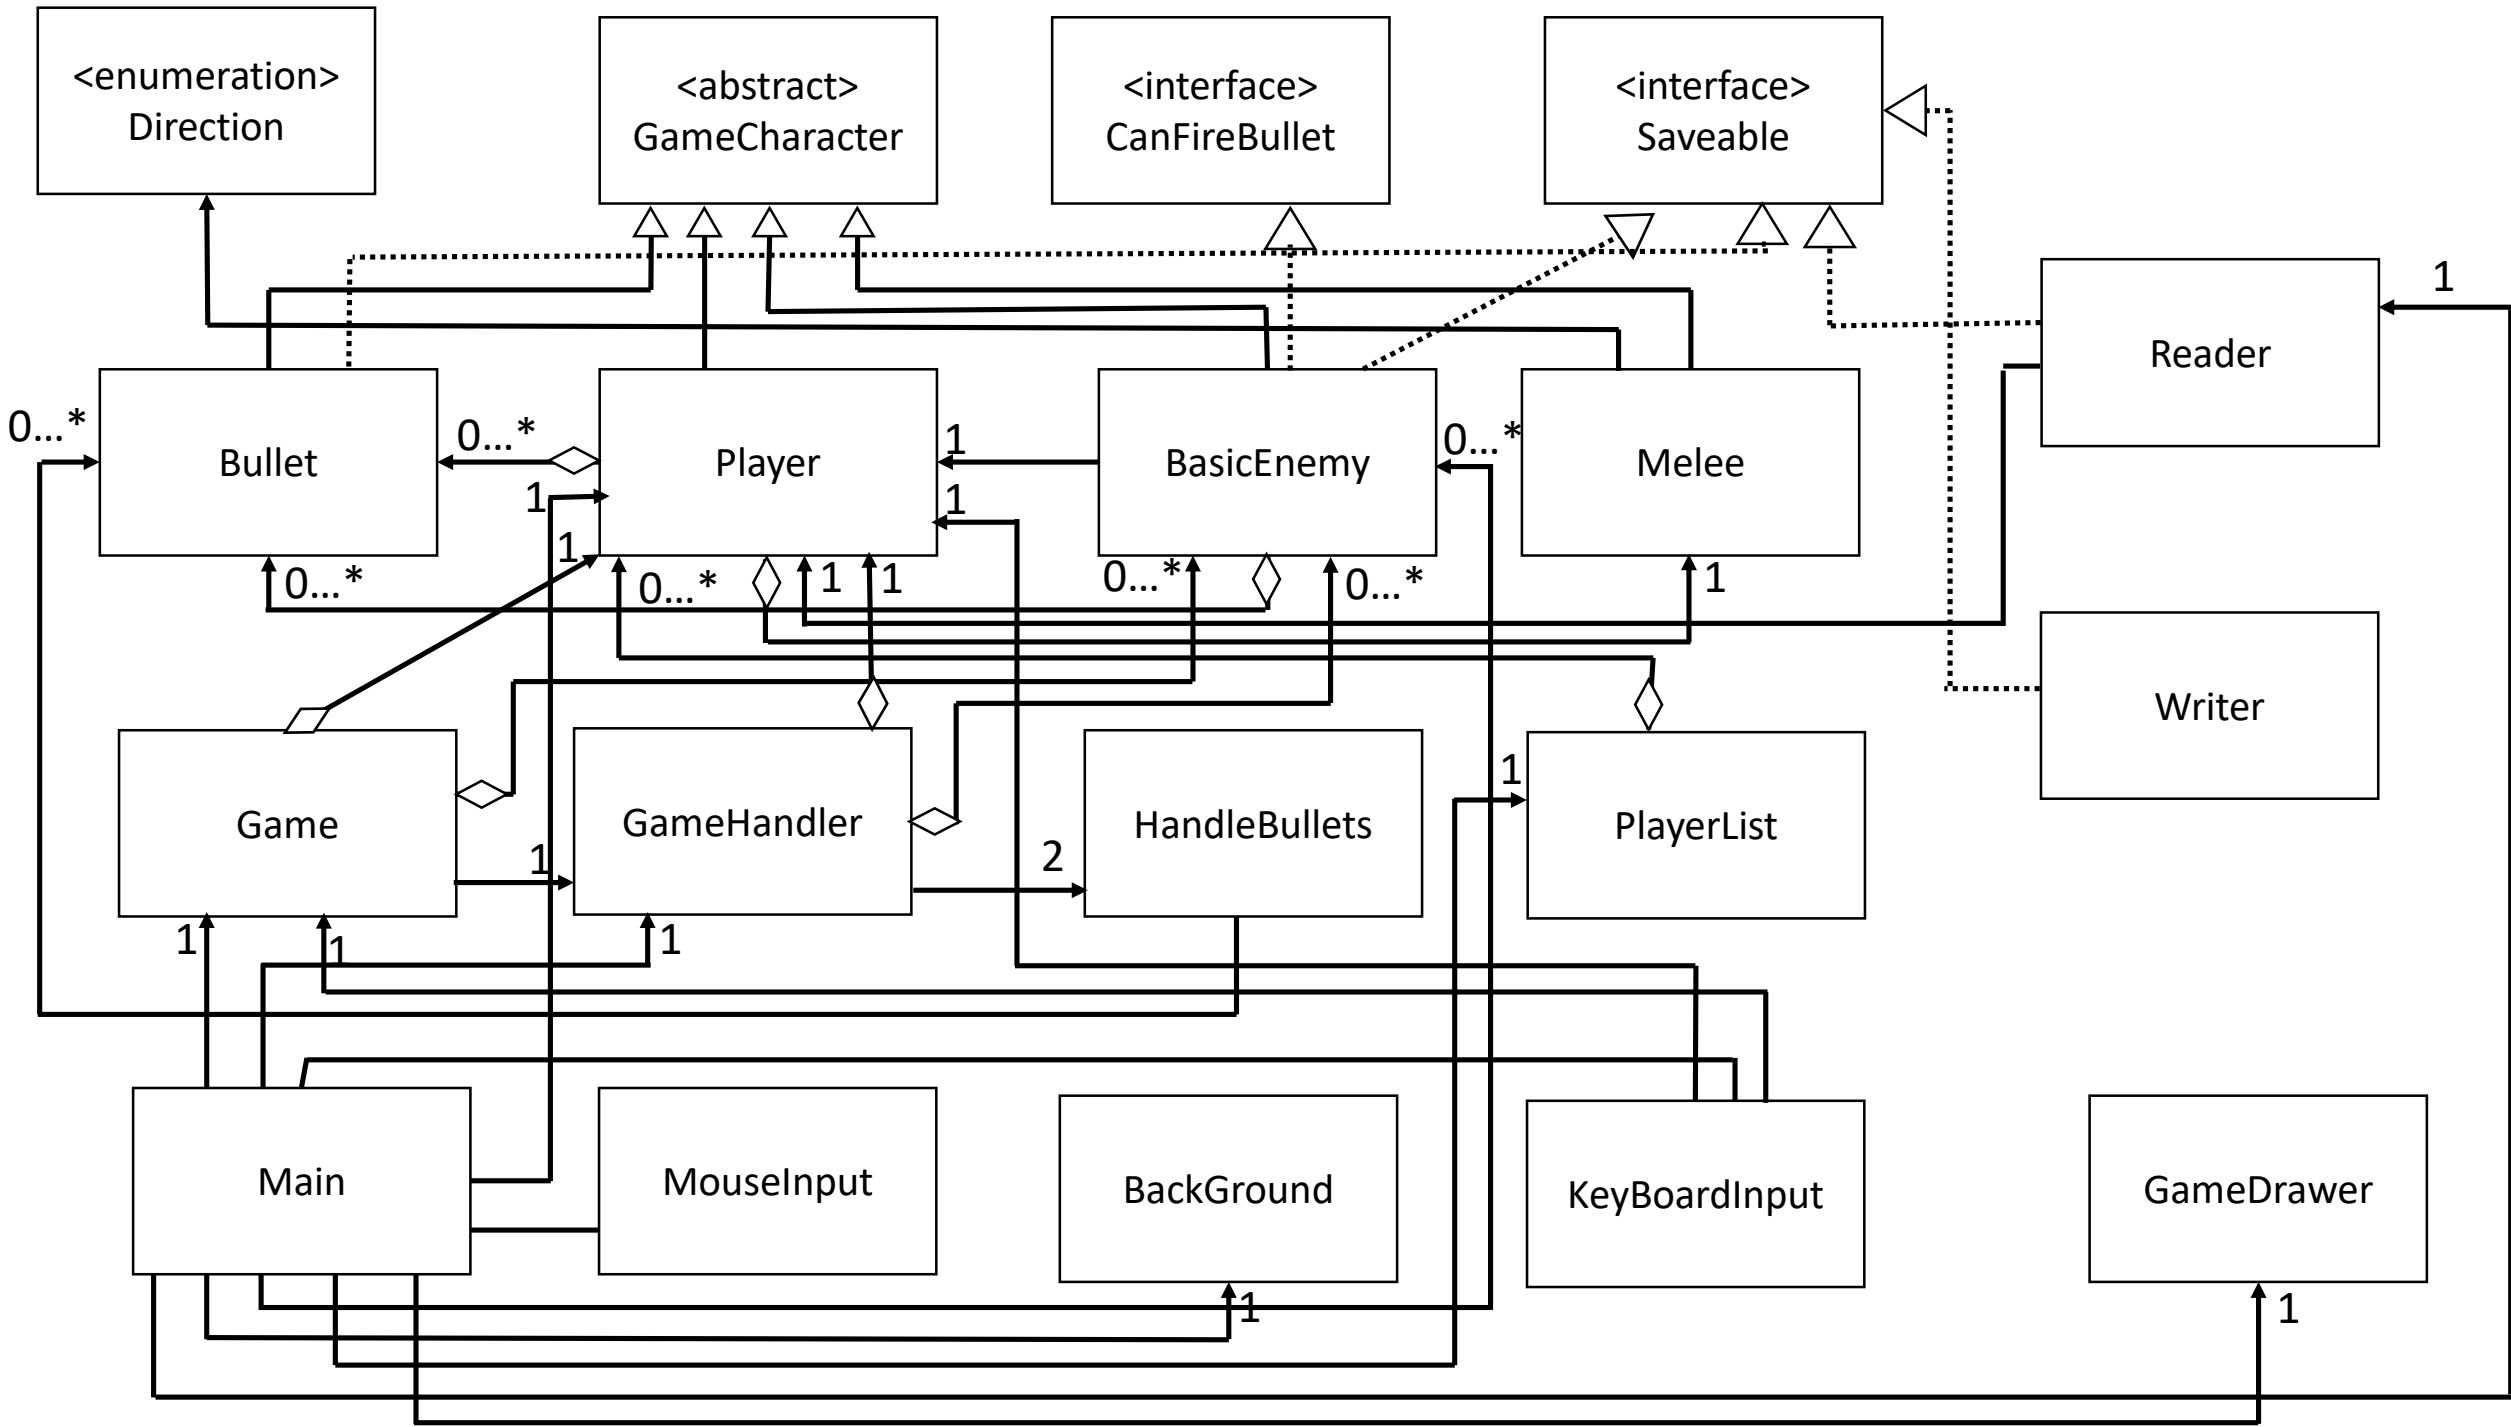 <enumeration>
Direction
<abstract>
GameCharacter
<interface>
CanFireBullet
<interface>
Saveable
1
Reader
0...*
Bullet
0...*
Player
1
BasicEnemy
0...*
Melee
1
1
1
0...*
0...*
1
1
0...*
0...*
1
Writer
Game
1
GameHandler
2
HandleBullets
1
PlayerList
1
1
1
Main
MouseInput
BackGround
KeyBoardInput
GameDrawer
1
1